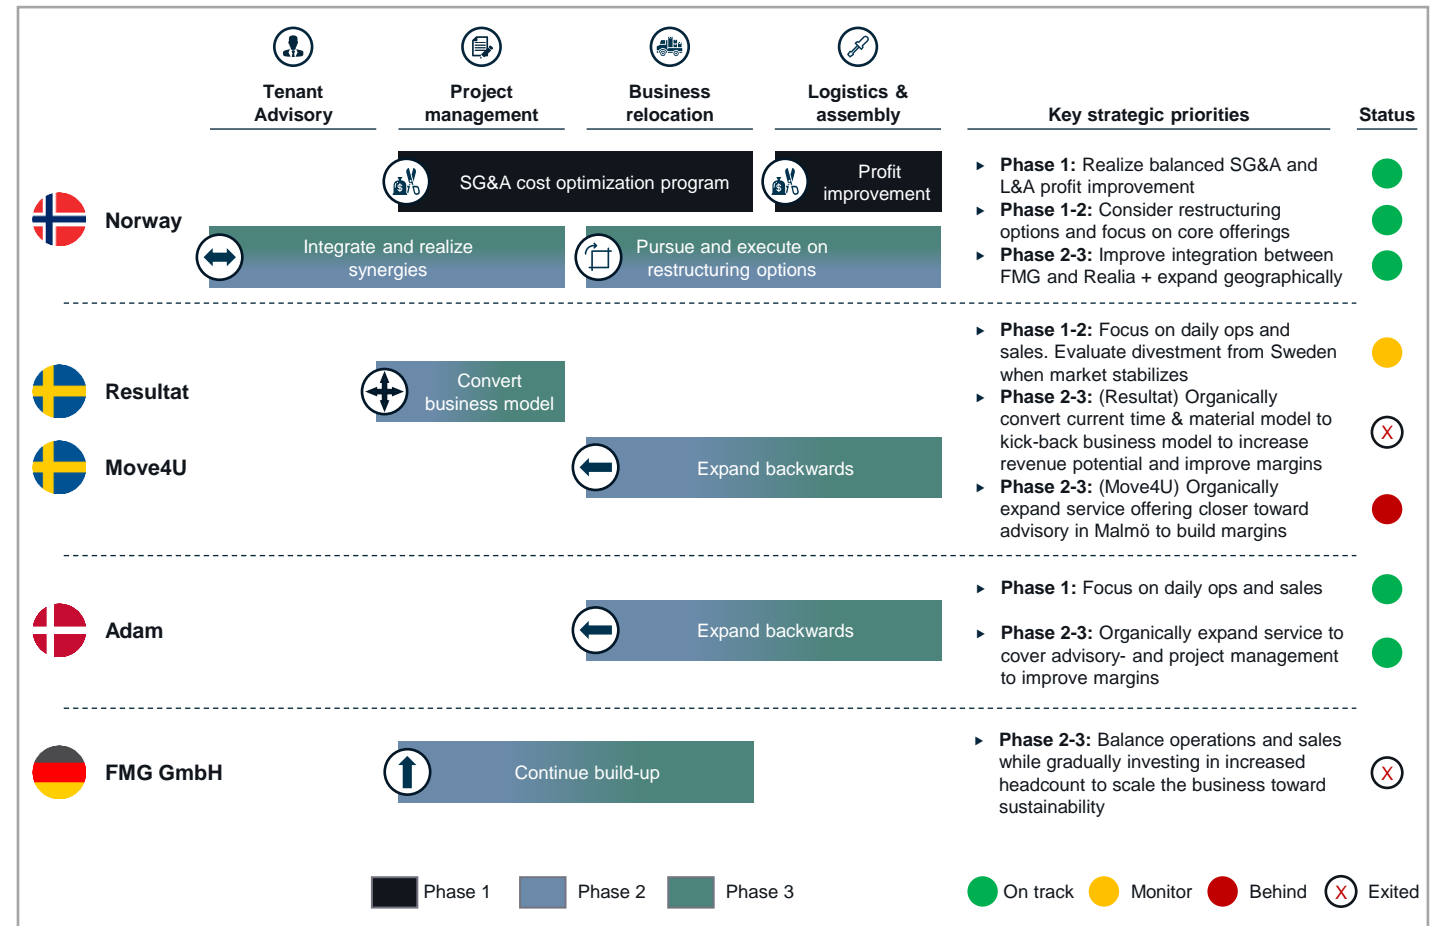 Tenant
Advisory
Project
management
Business
relocation
Logistics &
assembly
Key strategic priorities
Status
Norway
SG&A cost optimization program
Profit
improvement
Integrate and realize
synergies
Pursue and execute on
restructuring options
Phase 1: Realize balanced SG&A and
L&A profit improvement
Phase 1-2: Consider restructuring
options and focus on core offerings
Phase 2-3: Improve integration between
FMG and Realia + expand geographically
Resultat
Convert
business model
Move4U
Expand backwards
Phase 1-2: Focus on daily ops and
sales. Evaluate divestment from Sweden
when market stabilizes
Phase 2-3: (Resultat) Organically
convert current time & material model to
kick-back business model to increase
revenue potential and improve margins
X
Phase 2-3: (Move4U) Organically
expand service offering closer toward
advisory in Malmö to build margins
Adam
Expand backwards
Phase 1: Focus on daily ops and sales
Phase 2-3: Organically expand service to
cover advisory- and project management
to improve margins
FMG GmbH
Continue build-up
Phase 2-3: Balance operations and sales
while gradually investing in increased
headcount to scale the business toward
sustainability
X
Phase 1
Phase 2
Phase 3
On track
Monitor
Behind
X
Exited